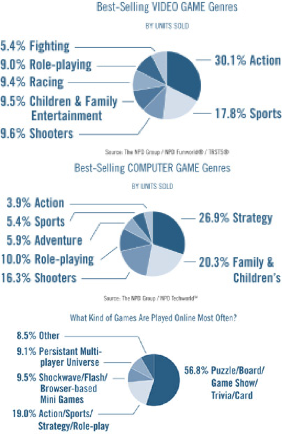 Best-Selling VIDEO GAME Genres
BY UNITS SOLD
5.4% Fighting
9.0% Role-playing
9.4% Racing
9.5% Children & Family
Entertainment
9.6% Shooters
30.1% Action
17.8% Sports
Source: The NPD Group / NPD Funworld® / TRSTS®
Best-Selling COMPUTER GAME Genres
BY UNITS SOLD
3.9% Action
5.4% Sports
5.9% Adventure
10.0% Role-playing
16.3% Shooters
26.9% Strategy
20.3% Family &
Children's
Source: The NPD Group / NPD Techworld℠
What Kind of Games Are Played Online Most Often?
8.5% Other
9.1% Persistant Multi-
player Universe
9.5% Shockwave/Flash/
Browser-based
Mini Games
19.0% Action/Sports/
Strategy/Role-play
56.8% Puzzle/Board/
Game Show/
Trivia/Card